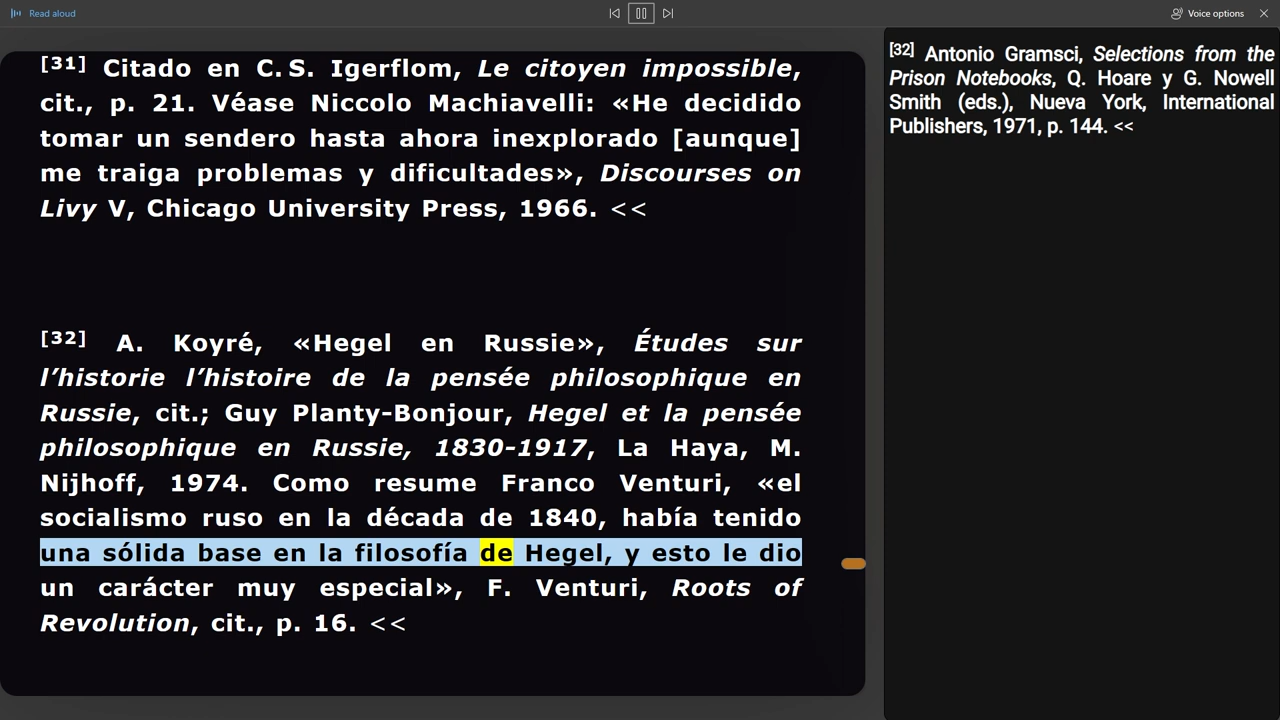 Read aloud
Voice options
[31] Citado en C. S. Igerflom, Le citoyen impossible,
cit., p. 21. Véase Niccolo Machiavelli: «He decidido
tomar un sendero hasta ahora inexplorado [aunque]
me traiga problemas y dificultades», Discourses on
Livy V, Chicago University Press, 1966. <<
[32] A. Koyré, «Hegel en Russie», Études sur
l’historie l’histoire de la pensée philosophique en
Russie, cit.; Guy Planty-Bonjour, Hegel et la pensée
philosophique en Russie, 1830-1917, La Haya, M.
Nijhoff, 1974. Como resume Franco Venturi, «el
socialismo ruso en la década de 1840, había tenido
una sólida base en la filosofía de Hegel, y esto le dio
un carácter muy especial», F. Venturi, Roots of
Revolution, cit., p. 16. <<
[32] Antonio Gramsci, Selections from the
Prison Notebooks, Q. Hoare y G. Nowell
Smith (eds.), Nueva York, International
Publishers, 1971, p. 144. <<